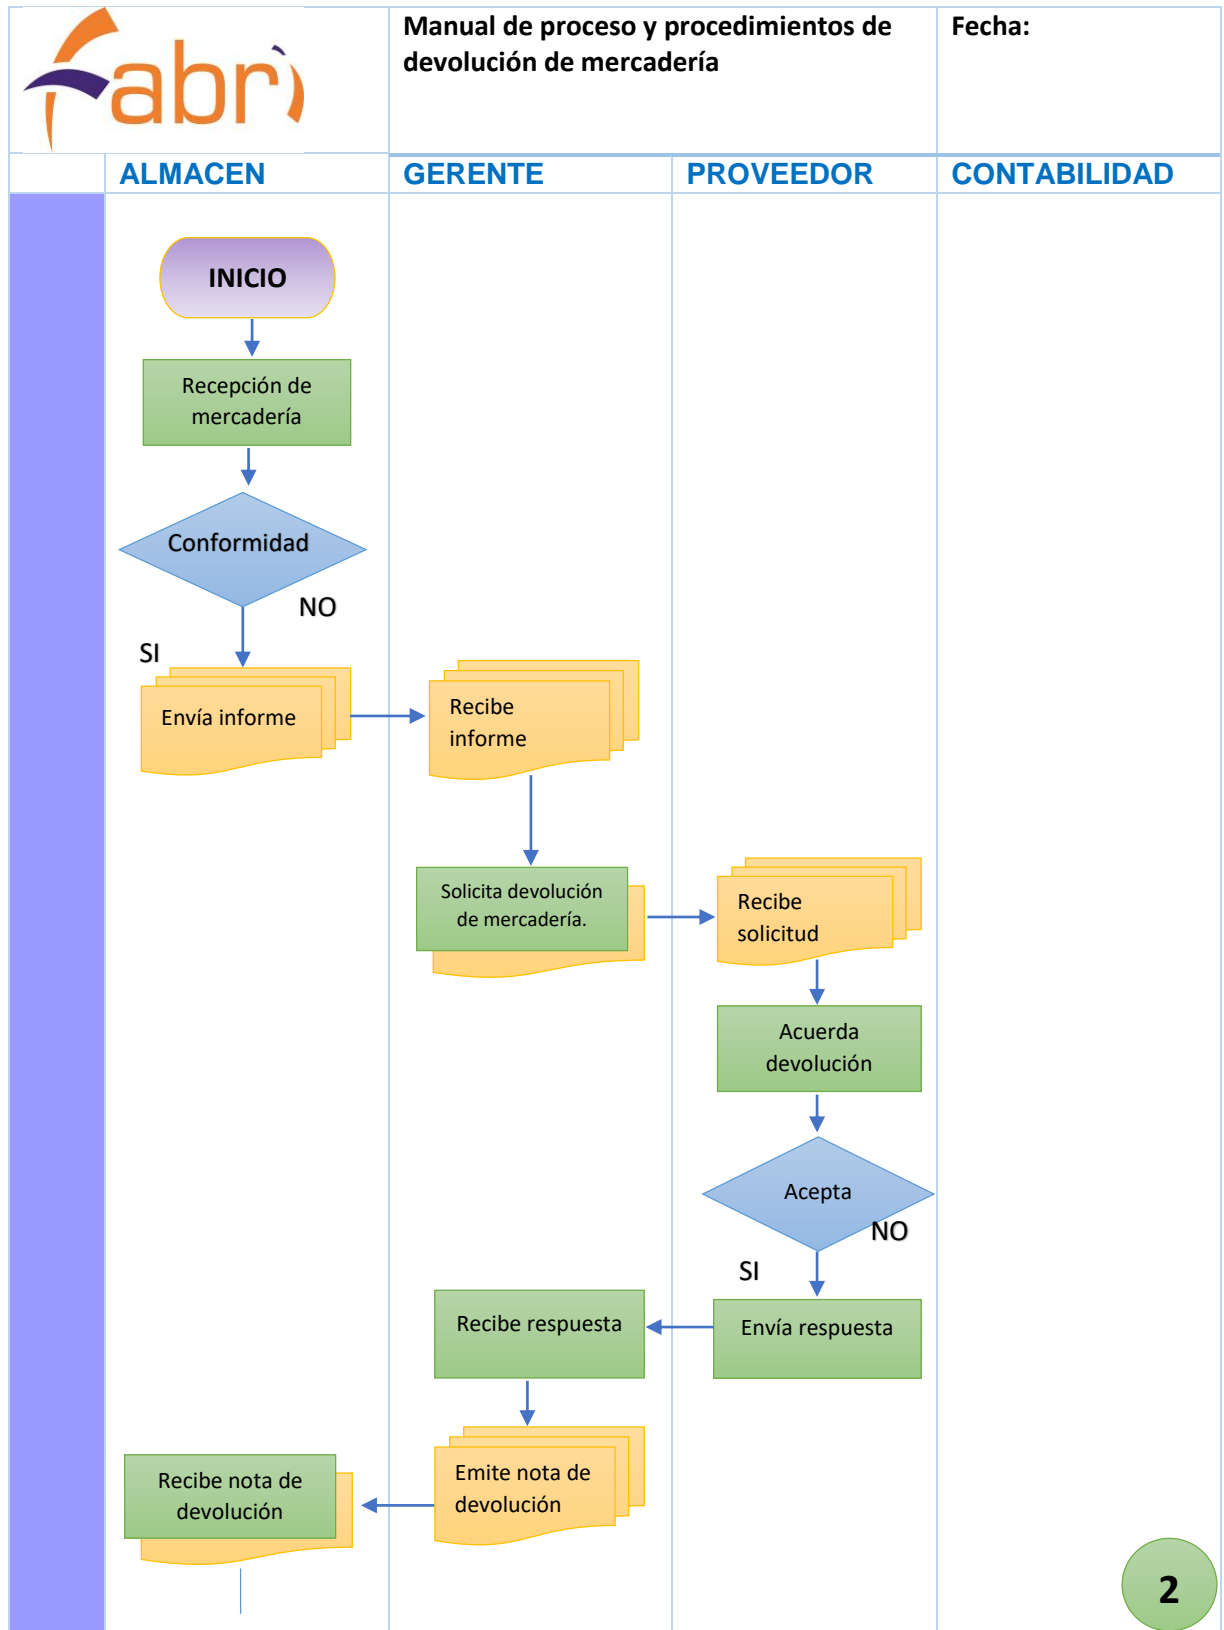 Fabri
Manual de proceso y procedimientos de
devolución de mercadería
Fecha:
ALMACEN
GERENTE
PROVEEDOR
CONTABILIDAD
INICIO
Recepción de
mercadería
Conformidad
NO
SI
Envía informe
Recibe
informe
Solicita devolución
de mercadería.
Recibe
solicitud
Acuerda
devolución
Acepta
NO
SI
Envía respuesta
Recibe respuesta
Emite nota de
devolución
Recibe nota de
devolución
2